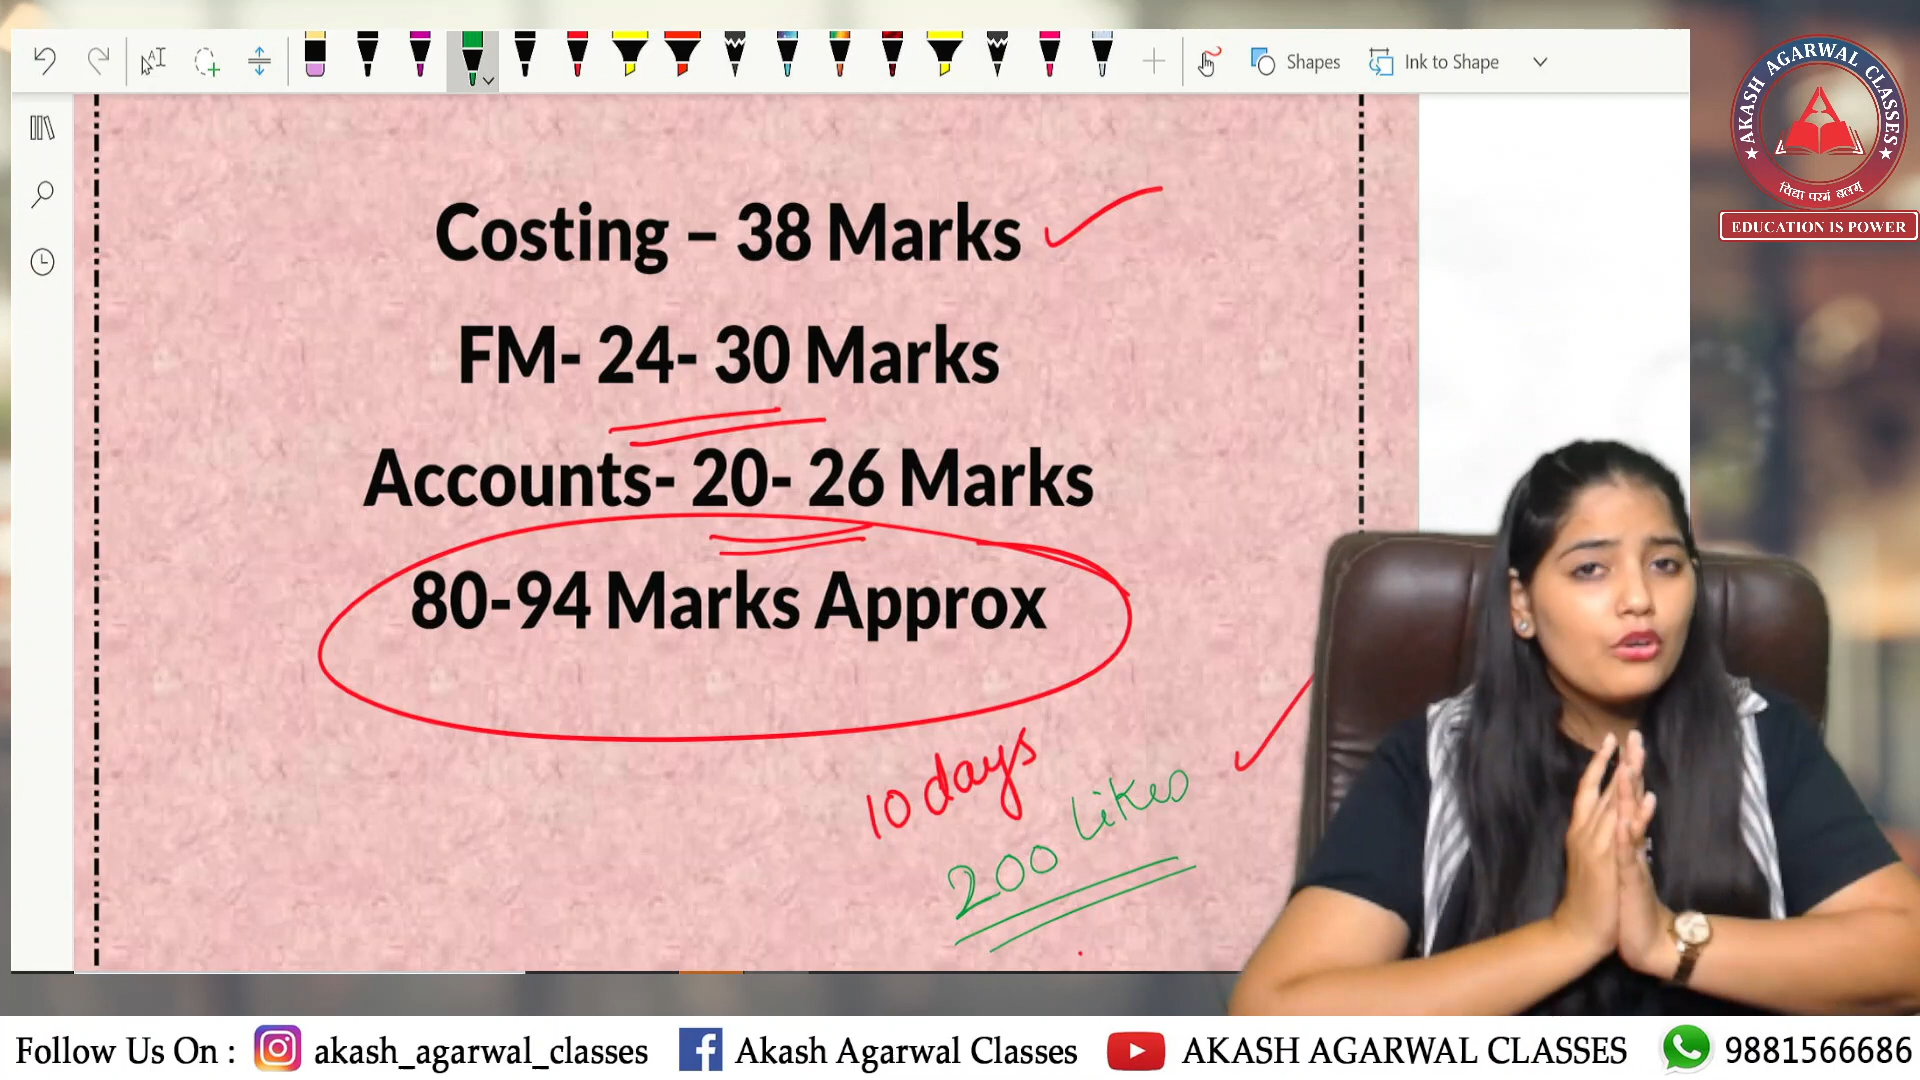 Shapes
Ink to Shape
AKASH AGARWAL CLASSES
विद्या परमं बलम्
EDUCATION IS POWER
Costing – 38 Marks
FM- 24- 30 Marks
Accounts- 20- 26 Marks
80-94 Marks Approx
10 days
200 Likes
Follow Us On : akash_agarwal_classes Akash Agarwal Classes AKASH AGARWAL CLASSES 9881566686